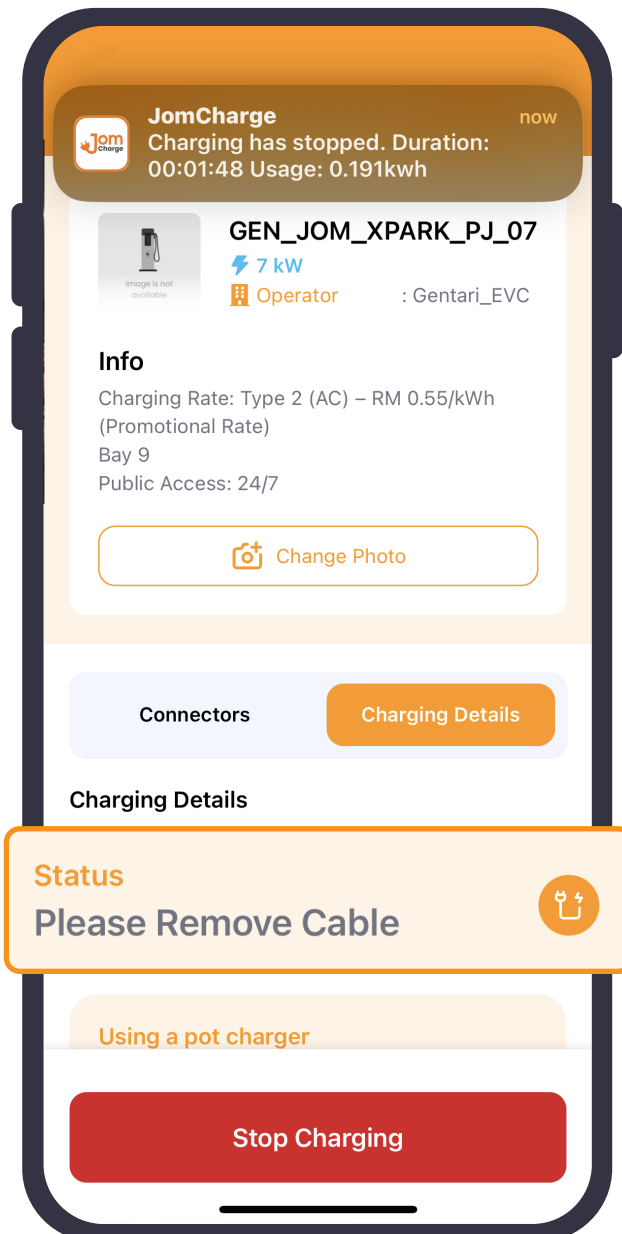 JomCharge
now
Jom
Charge
Charging has stopped. Duration:
00:01:48 Usage: 0.191kwh
GEN_JOM_XPARK_PJ_07
7 kW
Operator : Gentari_EVC
Image is not
available
Info
Charging Rate: Type 2 (AC) – RM 0.55/kWh
(Promotional Rate)
Bay 9
Public Access: 24/7
Change Photo
Connectors
Charging Details
Charging Details
Status
Please Remove Cable
Using a pot charger
Stop Charging